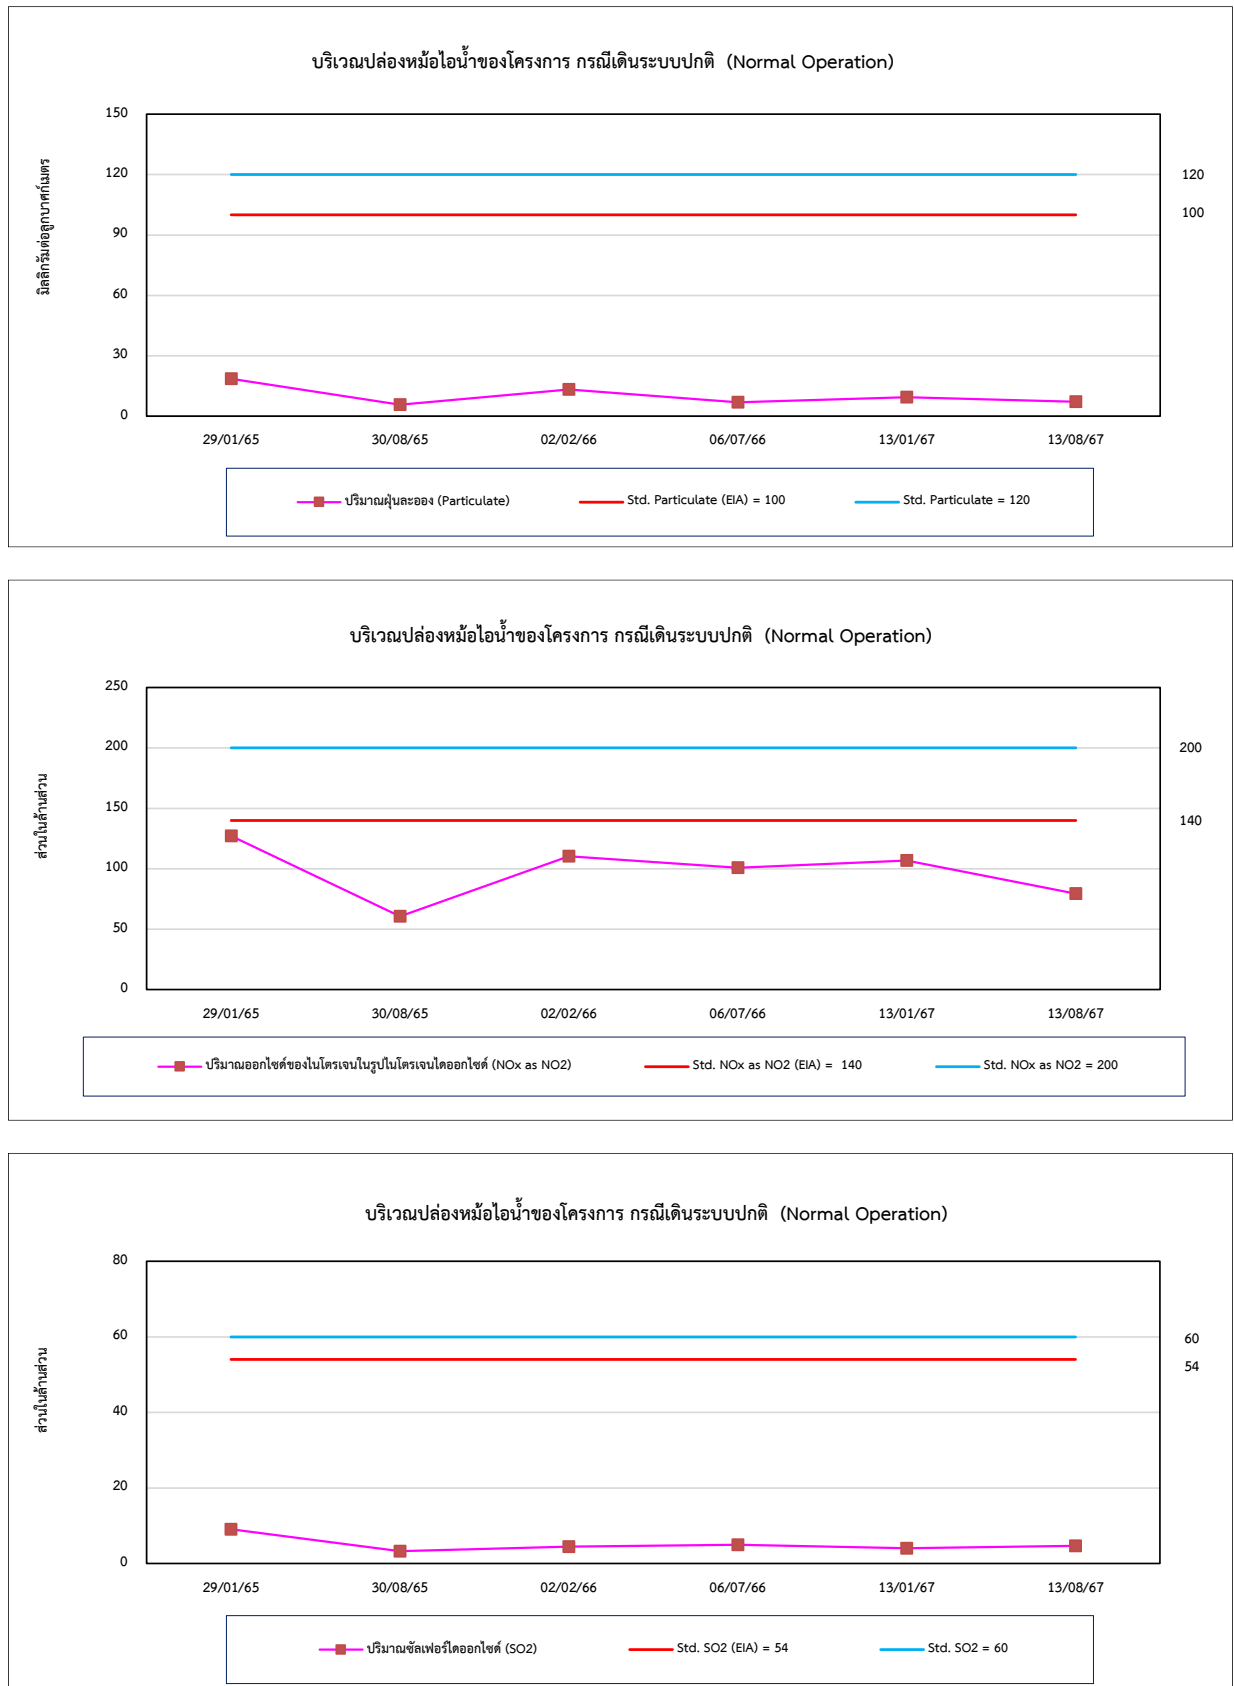 บริเวณปล่องหม้อไอน้ำของโครงการ กรณีเดินระบบปกติ (Normal Operation)
มิลลิกรัมต่อลูกบาศก์เมตร
150
120
90
60
30
0
120
100
29/01/65 30/08/65 02/02/66 06/07/66 13/01/67 13/08/67
ปริมาณฝุ่นละออง (Particulate) Std. Particulate (EIA) = 100 Std. Particulate = 120
บริเวณปล่องหม้อไอน้ำของโครงการ กรณีเดินระบบปกติ (Normal Operation)
ส่วนในล้านส่วน
250
200
150
100
50
0
200
140
29/01/65 30/08/65 02/02/66 06/07/66 13/01/67 13/08/67
ปริมาณออกไซด์ของไนโตรเจนในรูปไนโตรเจนไดออกไซด์ (NOx as NO2) Std. NOx as NO2 (EIA) = 140 Std. NOx as NO2 = 200
บริเวณปล่องหม้อไอน้ำของโครงการ กรณีเดินระบบปกติ (Normal Operation)
ส่วนในล้านส่วน
80
60
40
20
0
60
54
29/01/65 30/08/65 02/02/66 06/07/66 13/01/67 13/08/67
ปริมาณซัลเฟอร์ไดออกไซด์ (SO2) Std. SO2 (EIA) = 54 Std. SO2 = 60